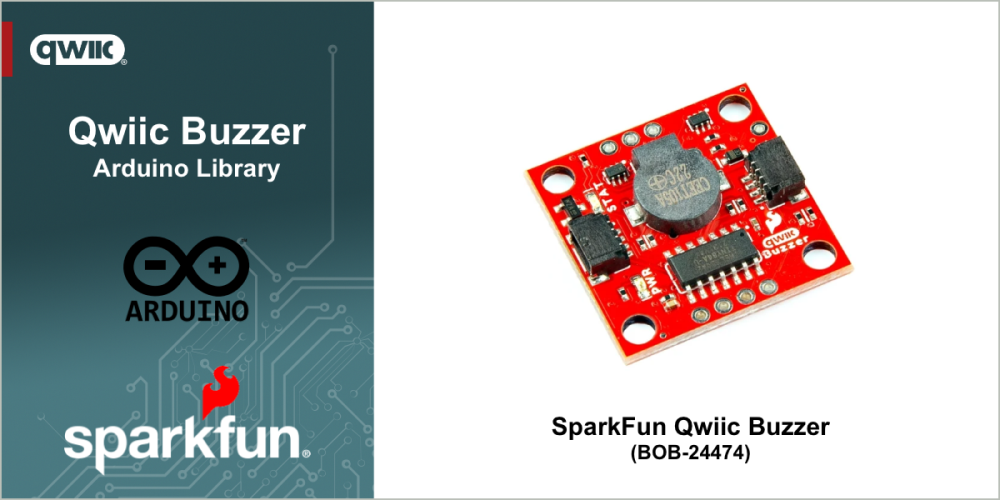 qwiic
®
Qwiic Buzzer
Arduino Library
ARDUINO
sparkfun®
STAT
PWR
qwiic
Buzzer
SparkFun Qwiic Buzzer
(BOB-24474)